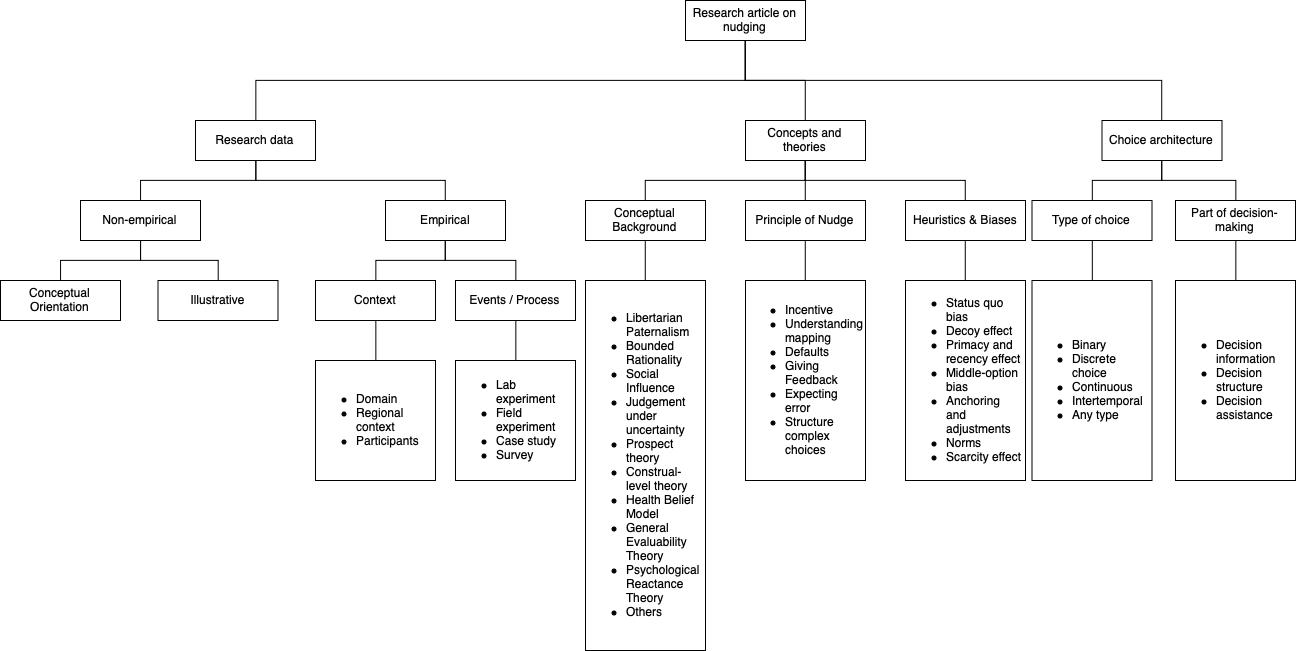 Research article on
nudging
Research data
Concepts and
theories
Choice architecture
Non-empirical
Empirical
Conceptual
Background
Principle of Nudge
Heuristics & Biases
Type of choice
Part of decision-
making
Conceptual
Orientation
Illustrative
Context
Events / Process
Domain
Regional
context
Participants
Lab
experiment
Field
experiment
Case study
Survey
Libertarian
Paternalism
Bounded
Rationality
Social
Influence
Judgement
under
uncertainty
Prospect
theory
Construal-
level theory
Health Belief
Model
General
Evaluability
Theory
Psychological
Reactance
Theory
Others
Incentive
Understanding
mapping
Defaults
Giving
Feedback
Expecting
error
Structure
complex
choices
Status quo
bias
Decoy effect
Primacy and
recency effect
Middle-option
bias
Anchoring
and
adjustments
Norms
Scarcity effect
Binary
Discrete
choice
Continuous
Intertemporal
Any type
Decision
information
Decision
structure
Decision
assistance